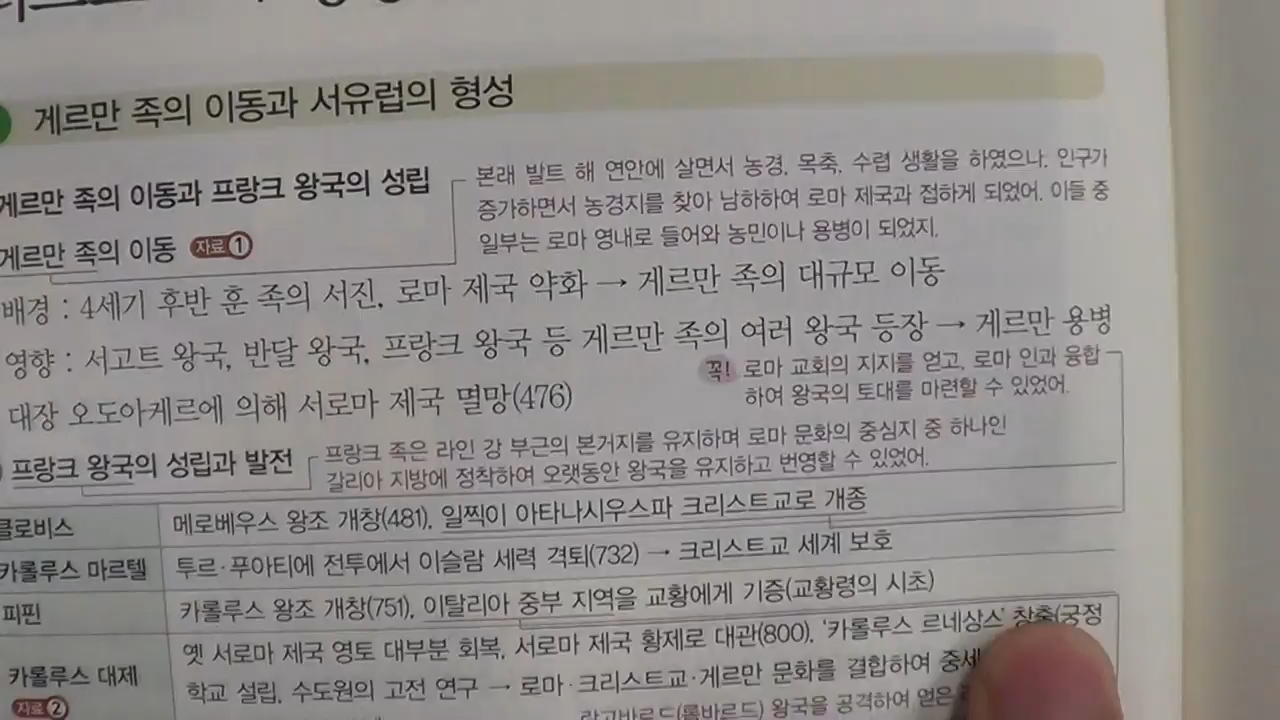 게르만 족의 이동과 서유럽의 형성
게르만 족의 이동과 프랑크 왕국의 성립
본래 발트 해 연안에 살면서 농경, 목축, 수렵 생활을 하였으나, 인구가
증가하면서 농경지를 찾아 남하하여 로마 제국과 접하게 되었어. 이들 중
일부는 로마 영내로 들어와 농민이나 용병이 되었지.
게르만 족의 이동 자료 1
배경 : 4세기 후반 훈 족의 서진, 로마 제국 약화 → 게르만 족의 대규모 이동
영향 : 서고트 왕국, 반달 왕국, 프랑크 왕국 등 게르만 족의 여러 왕국 등장 → 게르만 용병
대장 오도아케르에 의해 서로마 제국 멸망(476)
꼭! 로마 교회의 지지를 얻고, 로마 인과 융합
하여 왕국의 토대를 마련할 수 있었어.
프랑크 왕국의 성립과 발전
프랑크 족은 라인 강 부근의 본거지를 유지하며 로마 문화의 중심지 중 하나인
갈리아 지방에 정착하여 오랫동안 왕국을 유지하고 번영할 수 있었어.
클로비스 메로베우스 왕조 개창(481), 일찍이 아타나시우스파 크리스트교로 개종
카롤루스 마르텔 투르·푸아티에 전투에서 이슬람 세력 격퇴(732) → 크리스트교 세계 보호
피핀 카롤루스 왕조 개창(751), 이탈리아 중부 지역을 교황에게 기증(교황령의 시초)
카롤루스 대제 자료 2
옛 서로마 제국 영토 대부분 회복, 서로마 제국 황제로 대관(800), '카롤루스 르네상스' 창출(궁정
학교 설립, 수도원의 고전 연구 → 로마·크리스트교·게르만 문화를 결합하여 중세
랑고바르드(롬바르드) 왕국을 공격하여 얻은